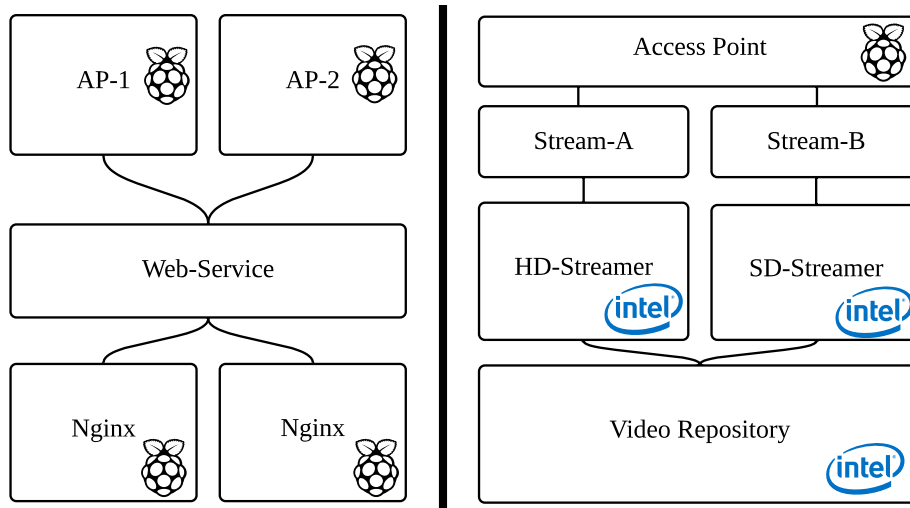 AP-1
AP-2
Web-Service
Nginx
Nginx
Access Point
Stream-A
Stream-B
HD-Streamer
intel
SD-Streamer
intel
Video Repository
intel